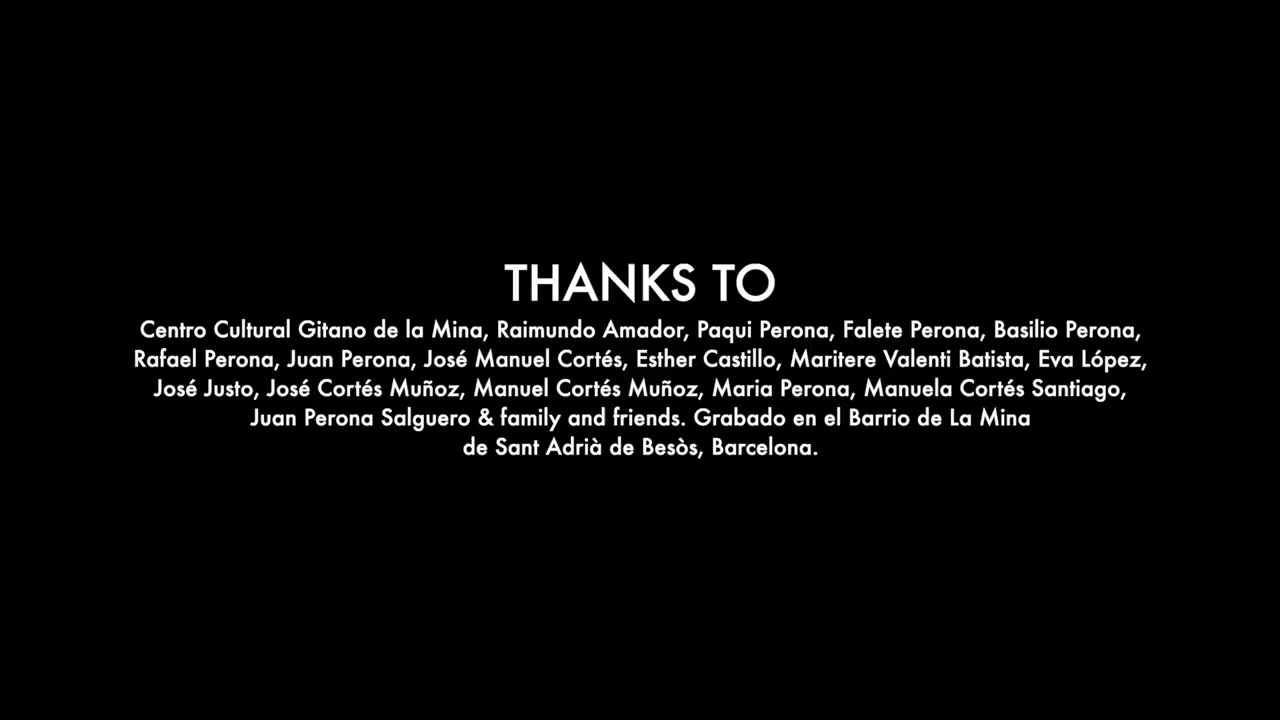 THANKS TO
Centro Cultural Gitano de la Mina, Raimundo Amador, Paqui Perona, Falete Perona, Basilio Perona,
Rafael Perona, Juan Perona, José Manuel Cortés, Esther Castillo, Maritere Valenti Batista, Eva López,
José Justo, José Cortés Muñoz, Manuel Cortés Muñoz, Maria Perona, Manuela Cortés Santiago,
Juan Perona Salguero & family and friends. Grabado en el Barrio de La Mina
de Sant Adrià de Besòs, Barcelona.